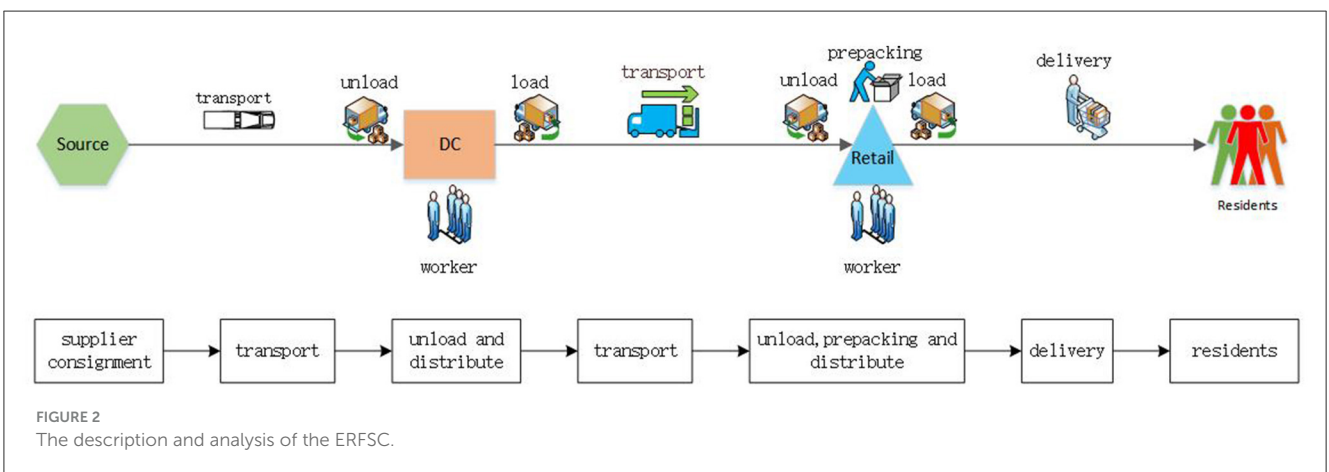 Source
transport
unload
DC
load
worker
transport
unload
prepacking
load
Retail
worker
delivery
Residents
supplier
consignment
transport
unload and
distribute
transport
unload, prepacking and
distribute
delivery
residents
FIGURE 2
The description and analysis of the ERFSC.